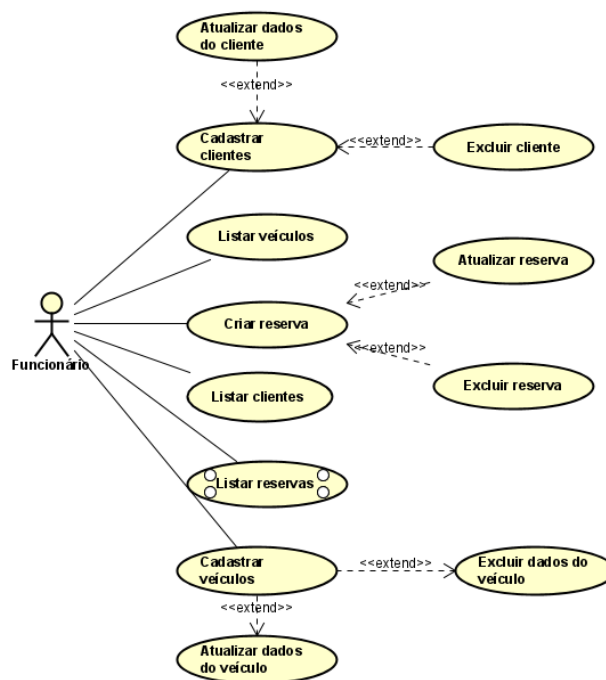 Atualizar dados
do cliente
<<extend>>
Cadastrar
clientes
<<extend>>
Excluir cliente
Listar veículos
Atualizar reserva
<<extend>>
Criar reserva
<<extend>>
Funcionário
Excluir reserva
Listar clientes
Listar reservas
Cadastrar
veículos
<<extend>>
Excluir dados do
veículo
<<extend>>
Atualizar dados
do veículo